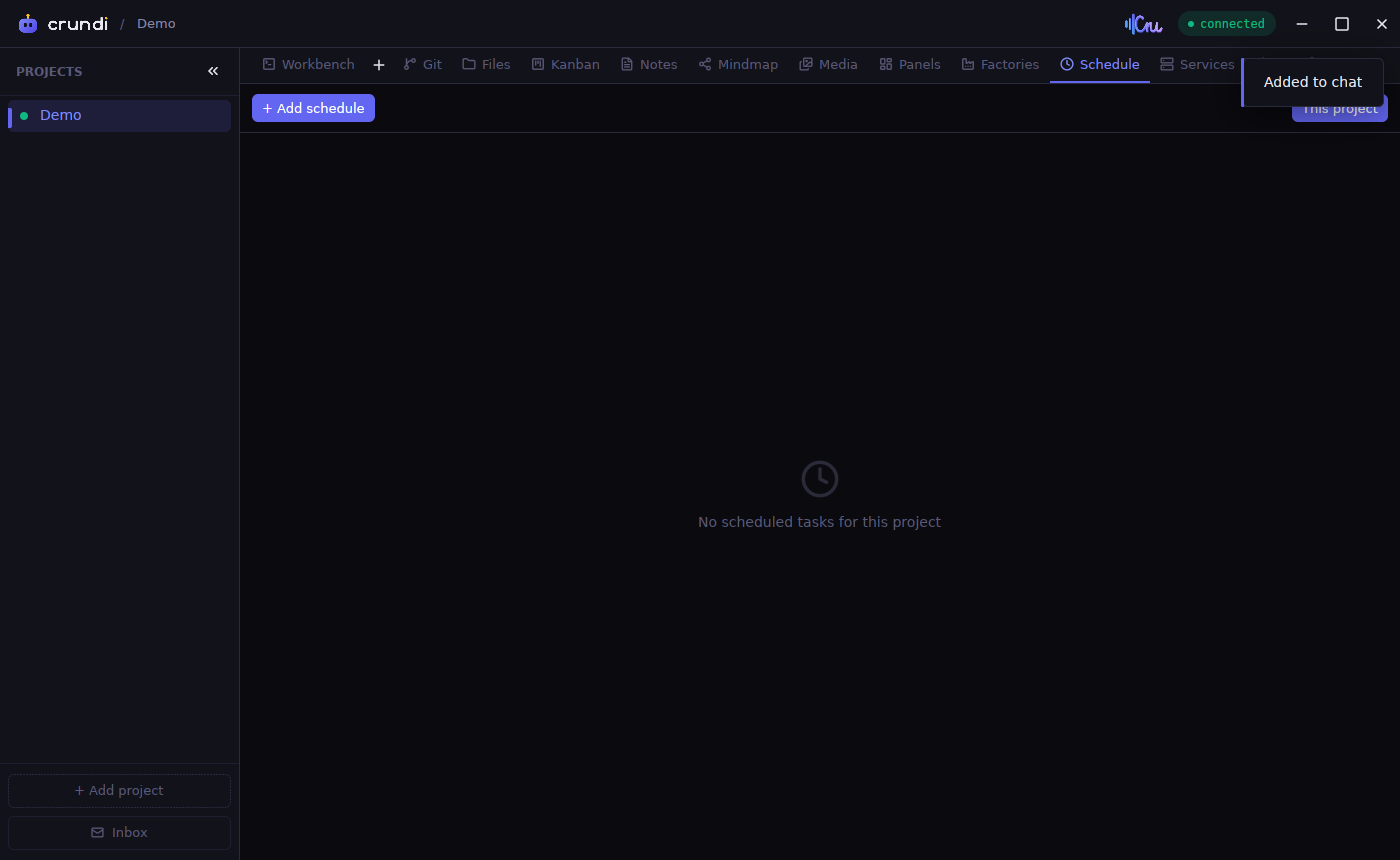 crundi / Demo
Cru
connected
PROJECTS
Workbench
Git
Files
Kanban
Notes
Mindmap
Media
Panels
Factories
Schedule
Services
Added to chat
Demo
+ Add schedule
This project
No scheduled tasks for this project
+ Add project
Inbox